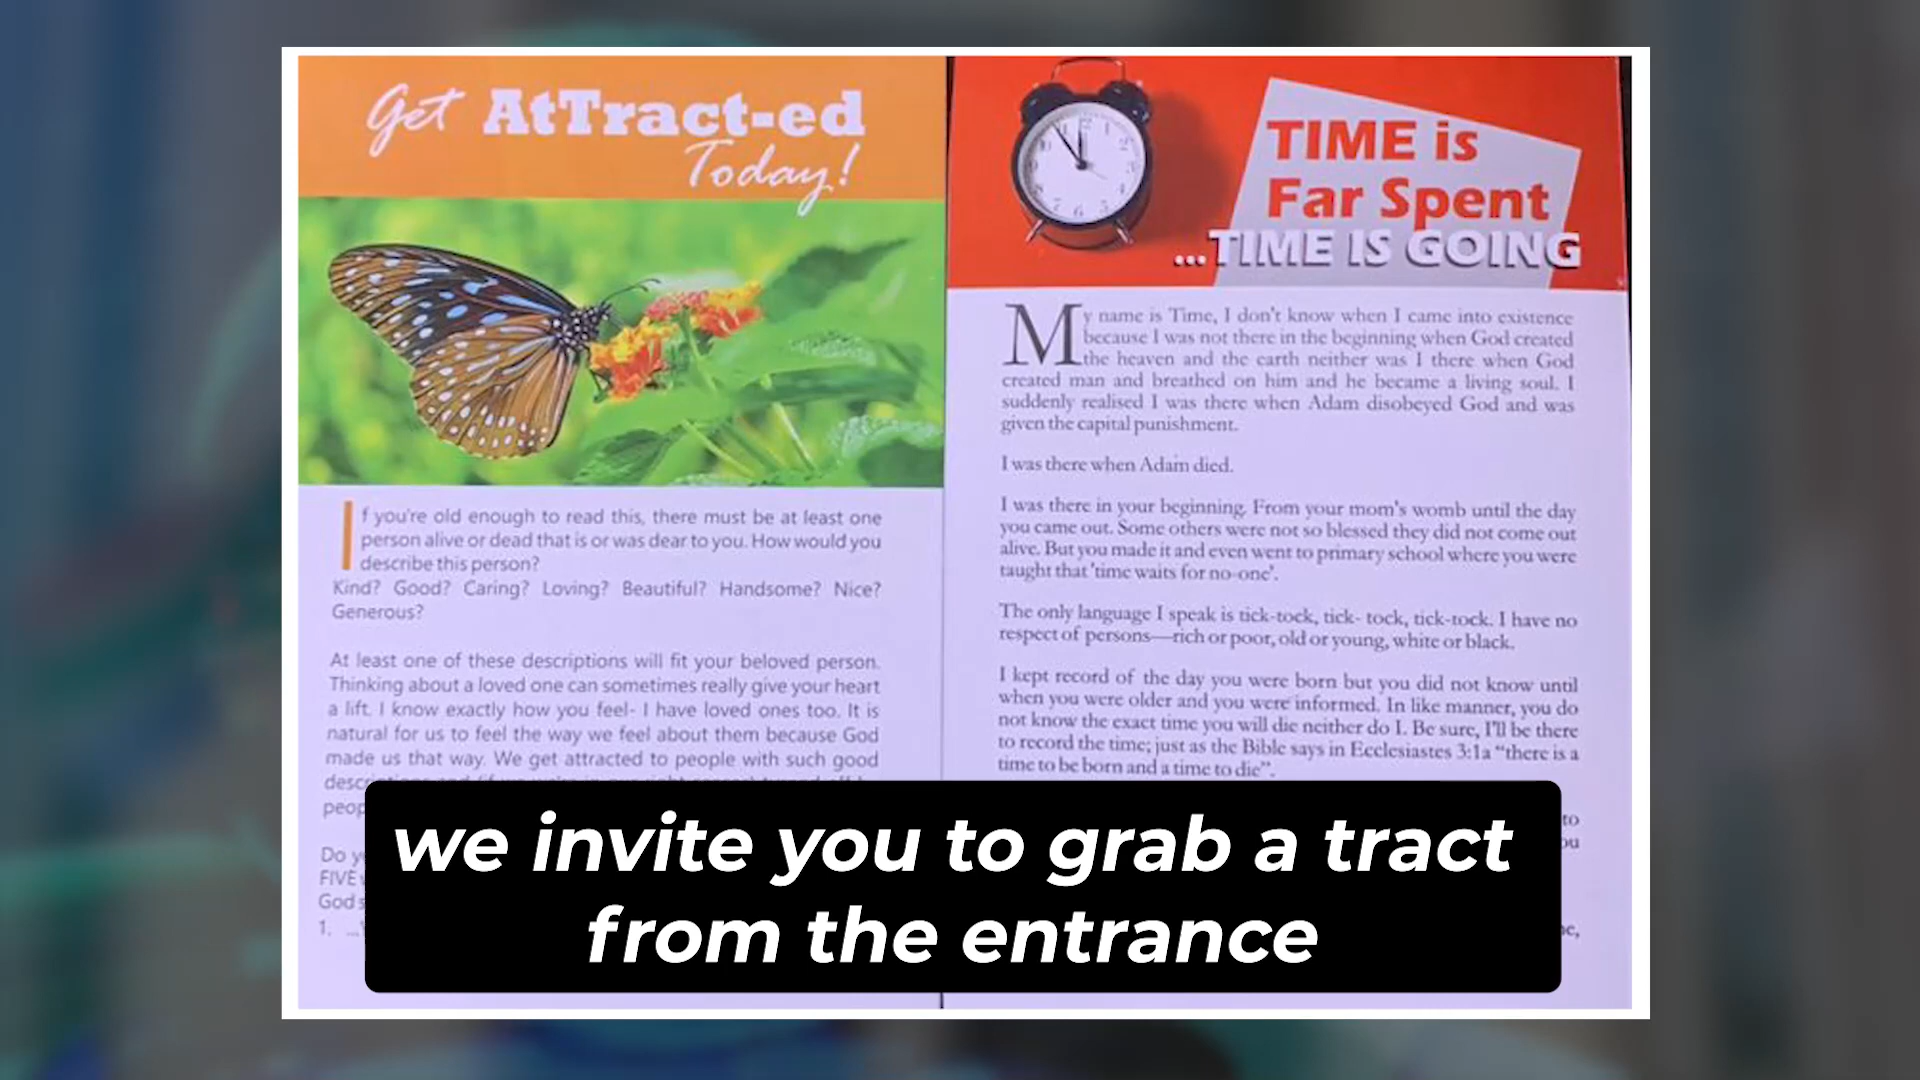 Get AtTract-ed
Today!
If you're old enough to read this, there must be at least one
person alive or dead that is or was dear to you. How would you
describe this person?
Kind? Good? Caring? Loving? Beautiful? Handsome? Nice?
Generous?
At least one of these descriptions will fit your beloved person.
Thinking about a loved one can sometimes really give your heart
a lift. I know exactly how you feel- I have loved ones too. It is
natural for us to feel the way we feel about them because God
made us that way. We get attracted to people with such good
Do
FIVE
God
1.
TIME is
Far Spent
...TIME IS GOING
My name is Time, I don't know when I came into existence
because I was not there in the beginning when God created
the heaven and the earth neither was I there when God
created man and breathed on him and he became a living soul. I
suddenly realised I was there when Adam disobeyed God and was
given the capital punishment.
I was there when Adam died.
I was there in your beginning. From your mom's womb until the day
you came out. Some others were not so blessed they did not come out
alive. But you made it and even went to primary school where you were
taught that 'time waits for no-one'.
The only language I speak is tick-tock, tick- tock, tick-tock. I have no
respect of persons—rich or poor, old or young, white or black.
I kept record of the day you were born but you did not know until
when you were older and you were informed. In like manner, you do
not know the exact time you will die neither do I. Be sure, I'll be there
to record the time; just as the Bible says in Ecclesiastes 3:1a “there is a
time to be born and a time to die”.
to
we invite you to grab a tract
from the entrance